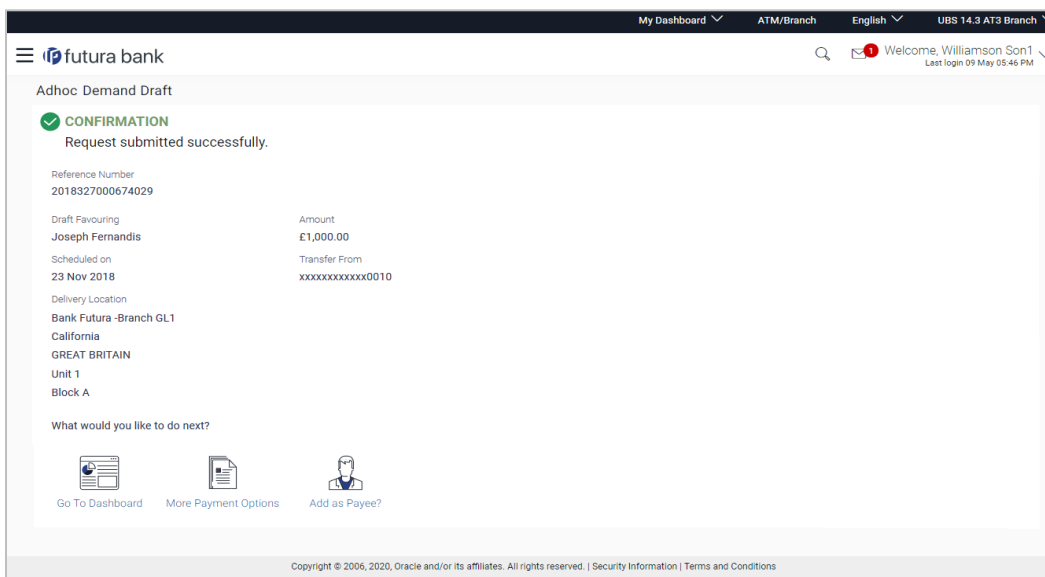 My Dashboard ATM/Branch English UBS 14.3 AT3 Branch
futura bank
1 Welcome, Williamson Son1
Last login 09 May 05:46 PM
Adhoc Demand Draft
CONFIRMATION
Request submitted successfully.
Reference Number
2018327000674029
Draft Favouring Amount
Joseph Fernandis £1,000.00
Scheduled on Transfer From
23 Nov 2018 xxxxxxxxxxxx0010
Delivery Location
Bank Futura -Branch GL1
California
GREAT BRITAIN
Unit 1
Block A
What would you like to do next?
Go To Dashboard More Payment Options Add as Payee?
Copyright © 2006, 2020, Oracle and/or its affiliates. All rights reserved. | Security Information | Terms and Conditions